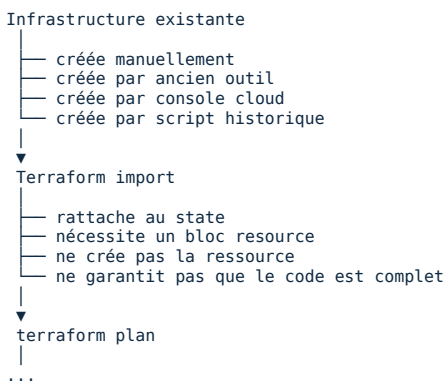 Infrastructure existante
│
├── créée manuellement
├── créée par ancien outil
├── créée par console cloud
└── créée par script historique
│
▼
Terraform import
│
├── rattache au state
├── nécessite un bloc resource
├── ne crée pas la ressource
└── ne garantit pas que le code est complet
│
▼
terraform plan
│
...